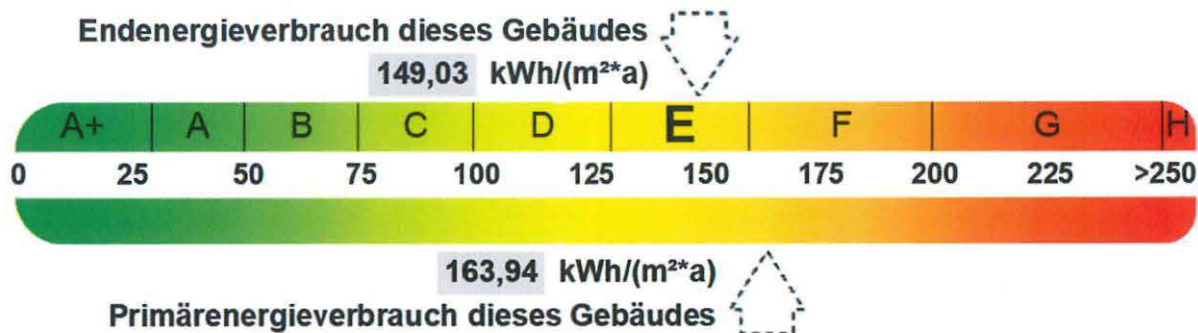 Endenergieverbrauch dieses Gebäudes
149,03 kWh/(m²*a)
A+ A B C D E F G H
0 25 50 75 100 125 150 175 200 225 >250
163,94 kWh/(m²*a)
Primärenergieverbrauch dieses Gebäudes